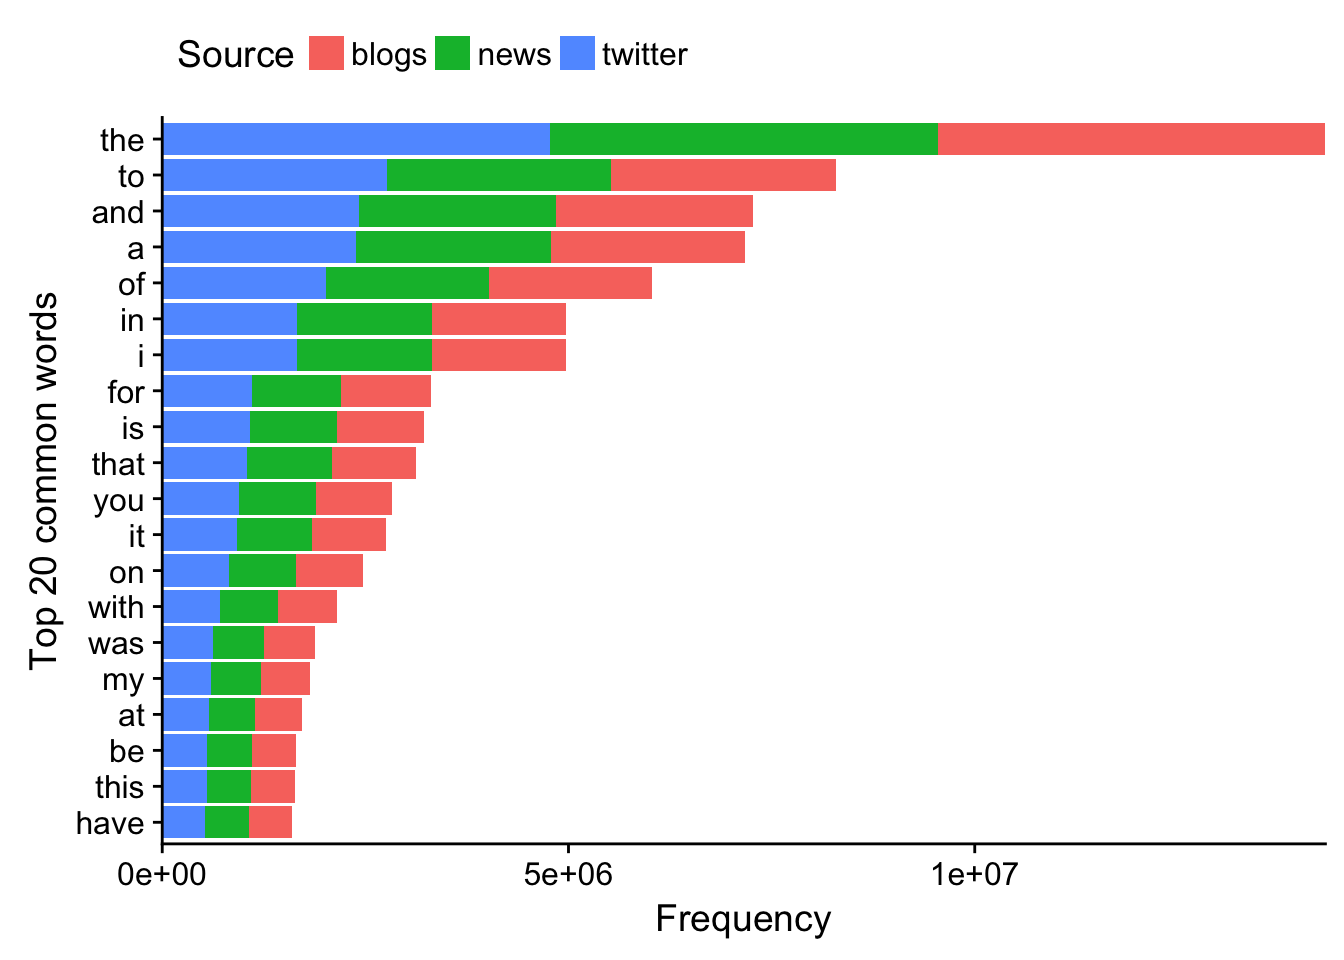 Source blogs news twitter
the
to
and
a
of
in
i
for
is
that
you
it
on
with
was
my
at
be
this
have
Top 20 common words
0e+00 5e+06 1e+07
Frequency